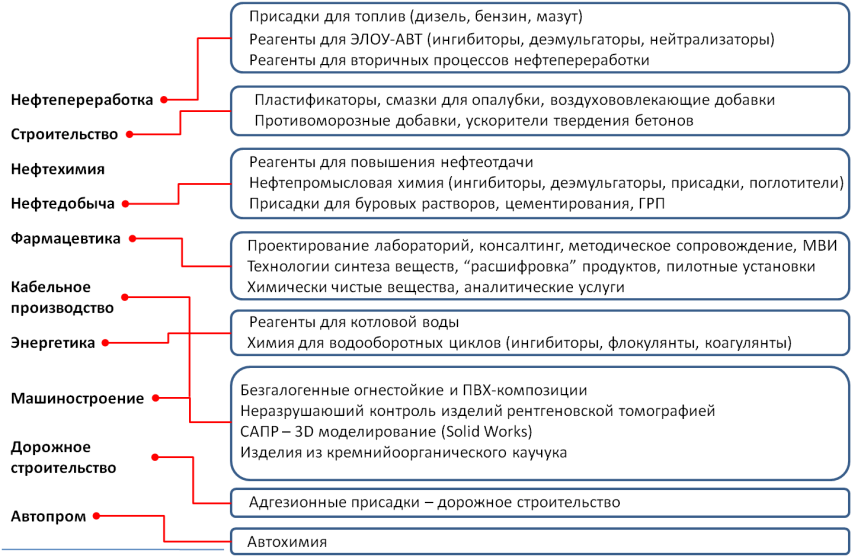 Присадки для топлив (дизель, бензин, мазут)
Реагенты для ЭЛОУ-АВТ (ингибиторы, деэмульгаторы, нейтрализаторы)
Реагенты для вторичных процессов нефтепереработки
Нефтепереработка
Пластификаторы, смазки для опалубки, воздухововлекающие добавки
Противоморозные добавки, ускорители твердения бетонов
Строительство
Нефтехимия
Реагенты для повышения нефтеотдачи
Нефтепромысловая химия (ингибиторы, деэмульгаторы, присадки, поглотители)
Присадки для буровых растворов, цементирования, ГРП
Нефтедобыча
Фармацевтика
Проектирование лабораторий, консалтинг, методическое сопровождение, МВИ
Технологии синтеза веществ, “расшифровка” продуктов, пилотные установки
Химически чистые вещества, аналитические услуги
Кабельное
производство
Реагенты для котловой воды
Химия для водооборотных циклов (ингибиторы, флокулянты, коагулянты)
Энергетика
Машиностроение
Безгалогенные огнестойкие и ПВХ-композиции
Неразрушаюший контроль изделий рентгеновской томографией
САПР – 3D моделирование (Solid Works)
Изделия из кремнийоорганического каучука
Дорожное
строительство
Адгезионные присадки – дорожное строительство
Автопром
Автохимия